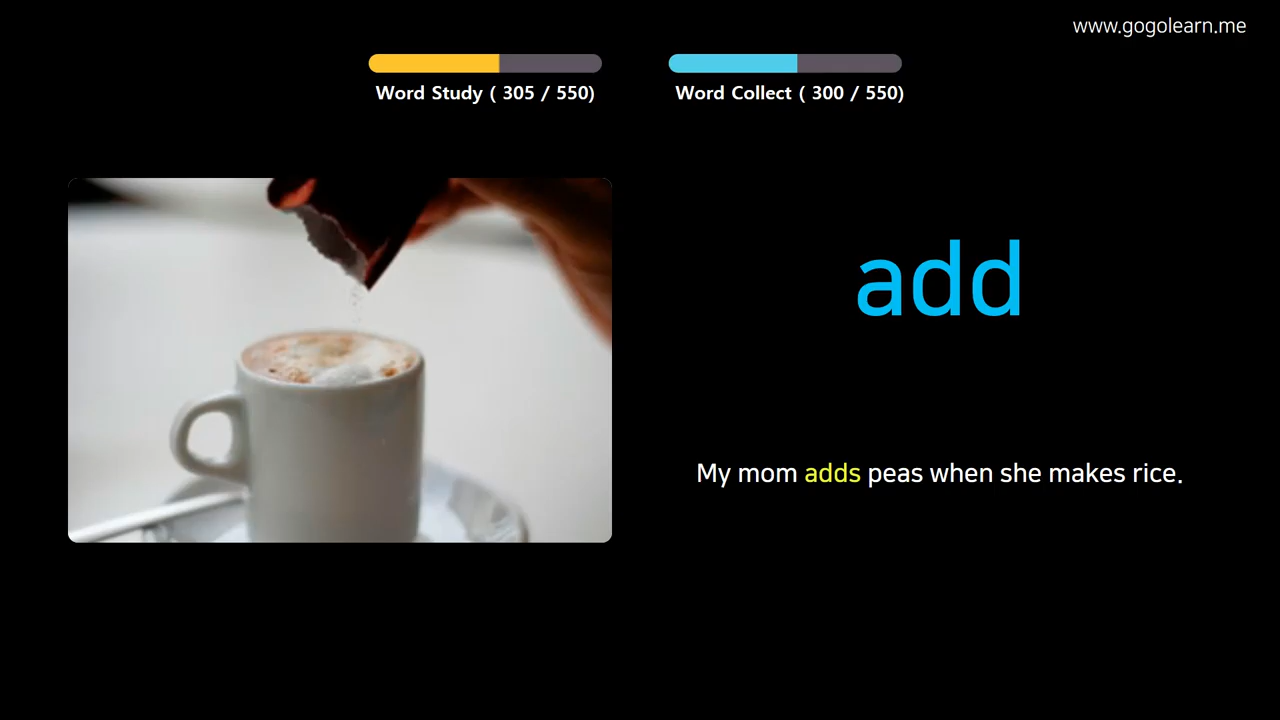 www.gogolearn.me
Word Study ( 305 / 550)
Word Collect ( 300 / 550)
add
My mom adds peas when she makes rice.